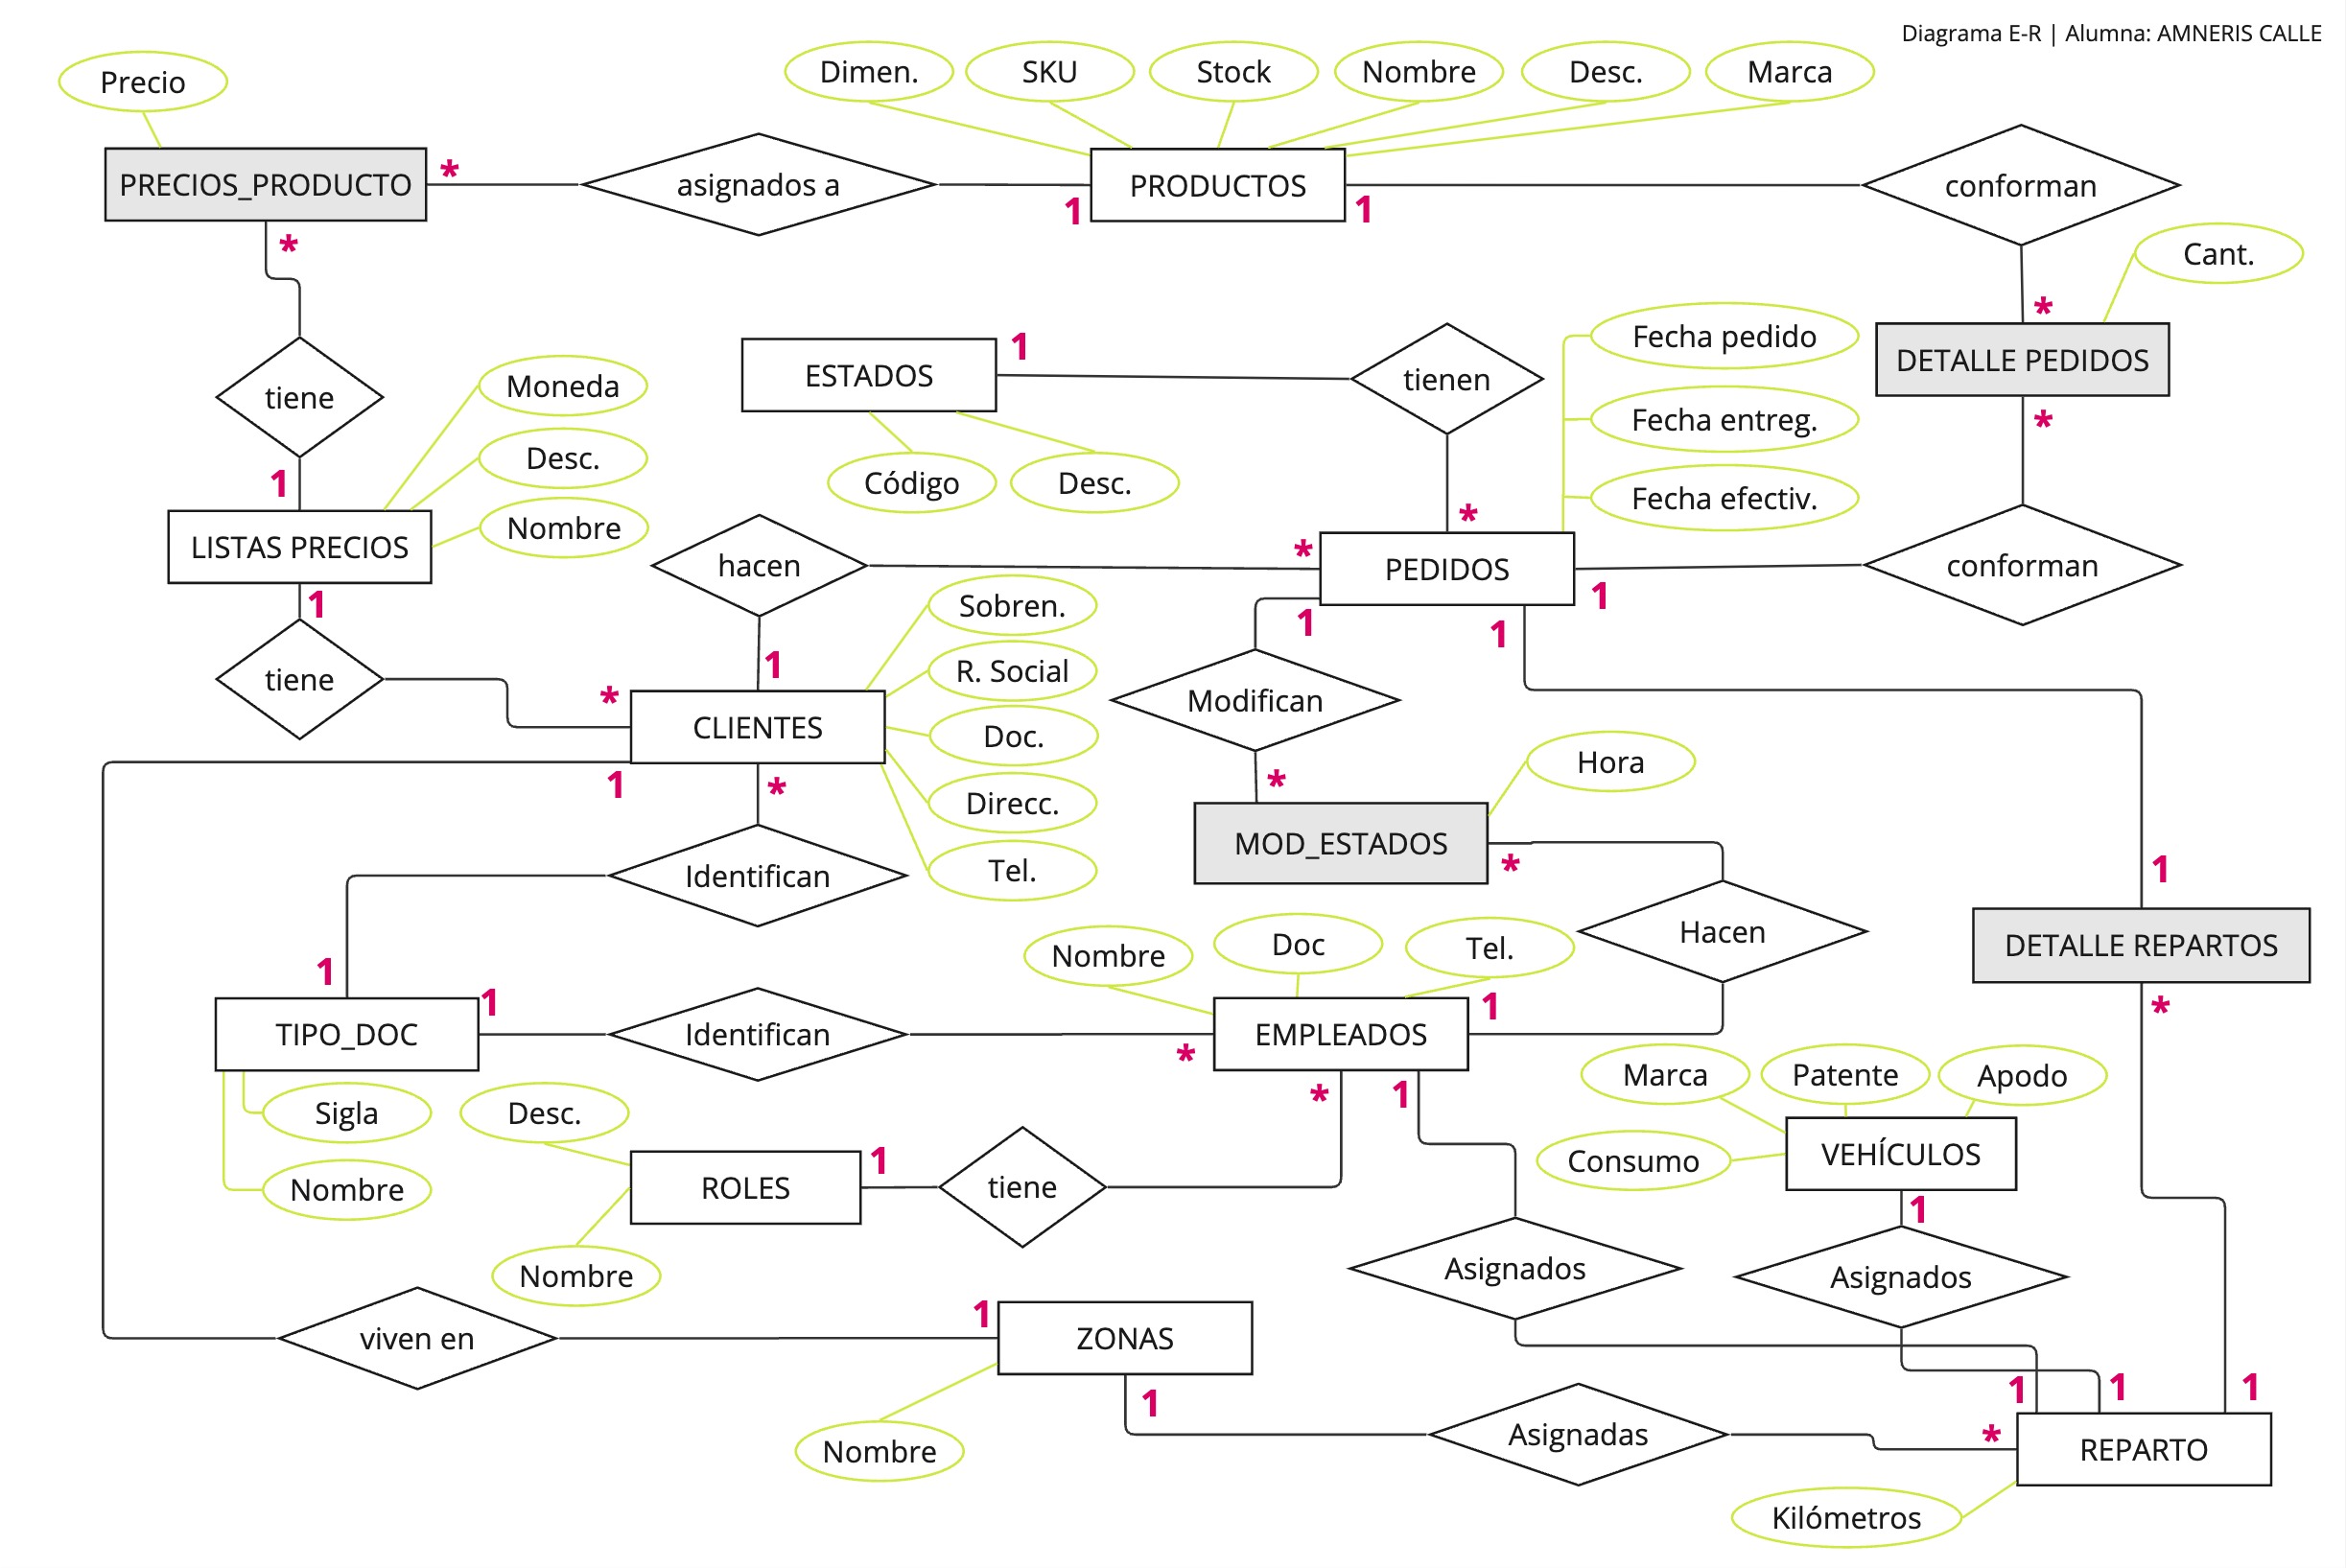 Diagrama E-R | Alumna: AMNERIS CALLE
Precio
Dimen.
SKU
Stock
Nombre
Desc.
Marca
PRECIOS_PRODUCTO
*
asignados a
1
PRODUCTOS
1
conforman
*
Cant.
*
tiene
1
ESTADOS
1
tienen
Fecha pedido
Fecha entreg.
Fecha efectiv.
DETALLE PEDIDOS
*
Moneda
Desc.
Nombre
Código
Desc.
*
LISTAS PRECIOS
1
hacen
*
PEDIDOS
1
conforman
1
1
tiene
*
1
CLIENTES
Sobren.
R. Social
Doc.
Direcc.
Tel.
Modifican
*
Hora
1
*
Identifican
MOD_ESTADOS
*
1
Hacen
DETALLE REPARTOS
*
1
1
TIPO_DOC
Identifican
*
Nombre
Doc
Tel.
EMPLEADOS
1
*
1
Sigla
Nombre
Desc.
ROLES
1
tiene
Nombre
Marca
Patente
Apodo
Consumo
VEHÍCULOS
1
Asignados
Asignados
viven en
1
ZONAS
1
Nombre
Asignadas
*
1
1
1
REPARTO
Kilómetros